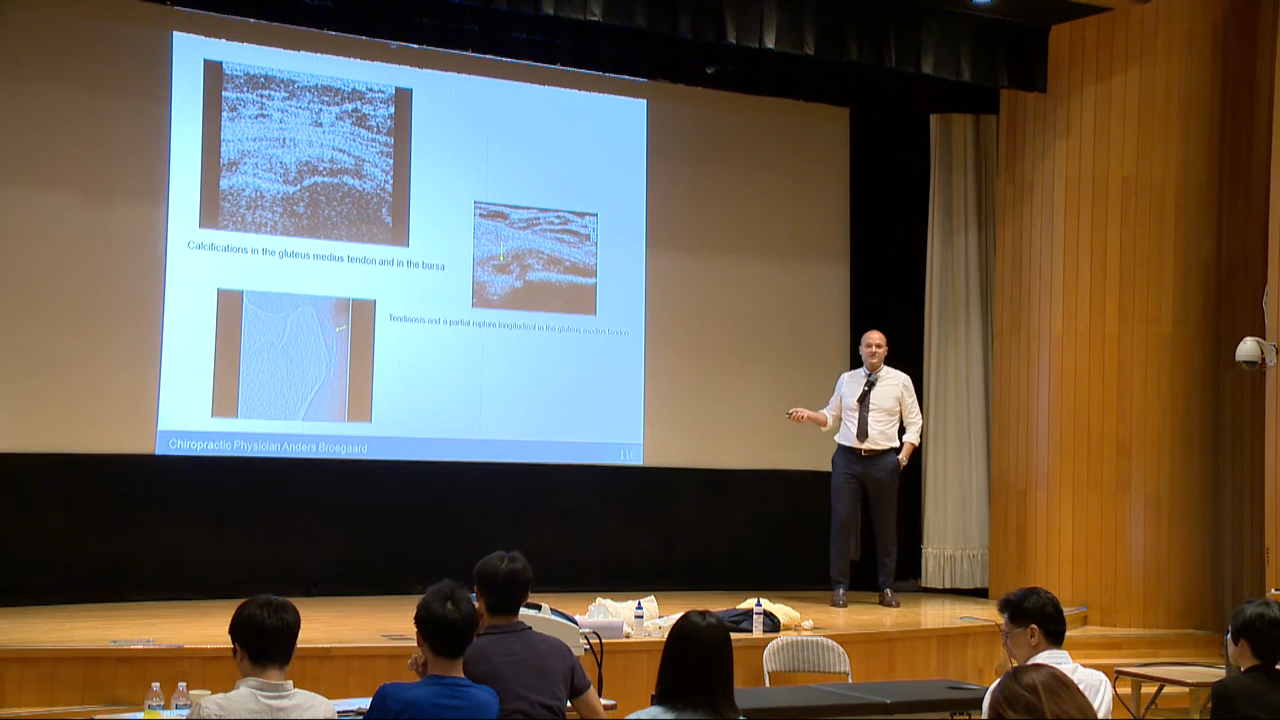 Calcifications in the gluteus medius tendon and in the bursa
Tendinosis and a partial rupture longitudinal in the gluteus medius tendon
Chiropractic Physician Anders Broegaard
116